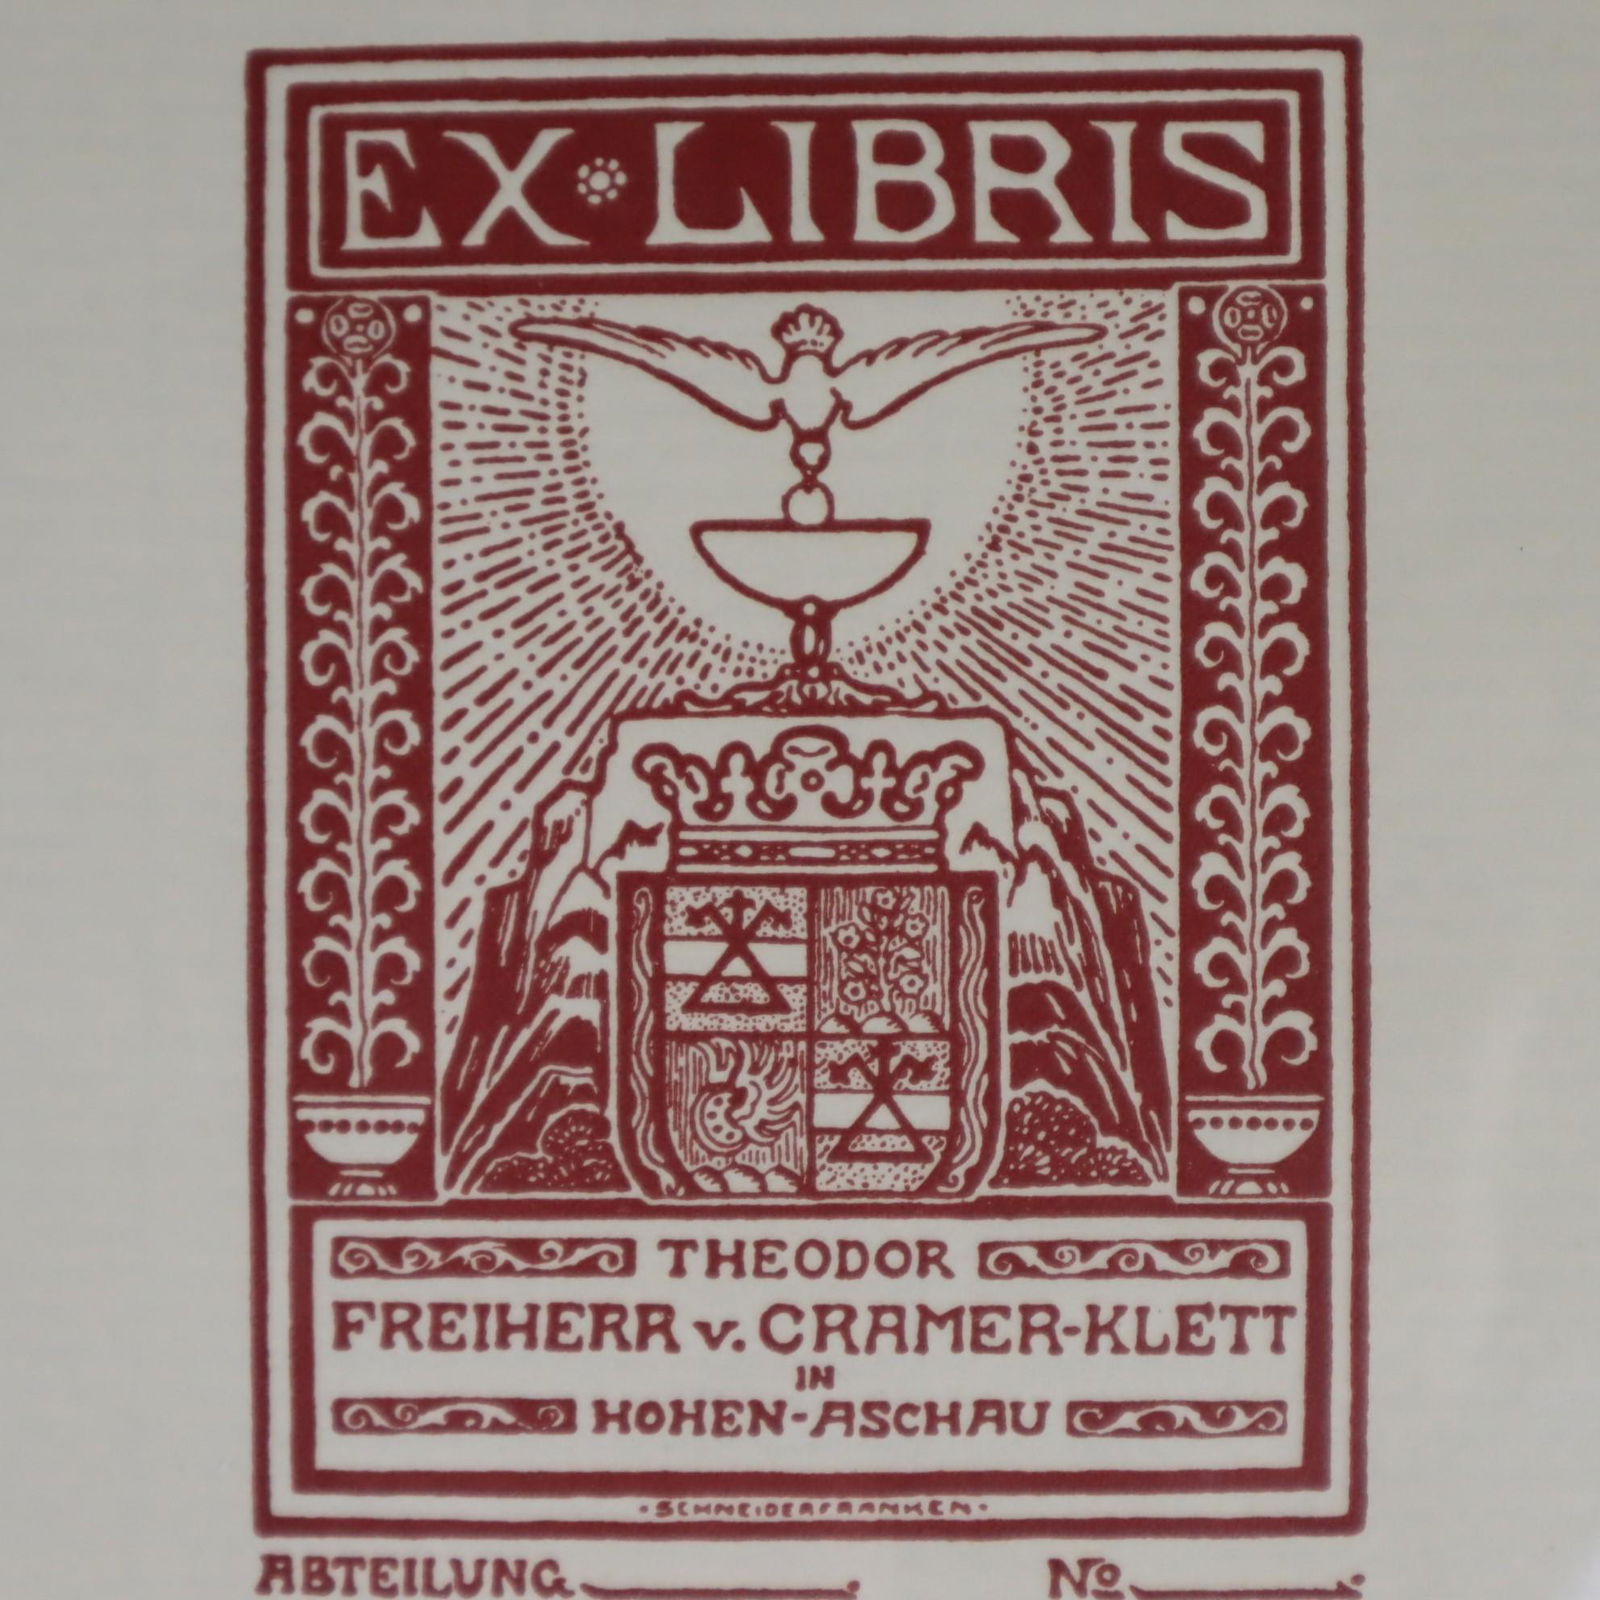 EX LIBRIS
THEODOR
FREIHERR v. CRAMER-KLETT
IN
HOHEN-ASCHAU
·SCHNEIDERFRANKEN·
ABTEILUNG
No